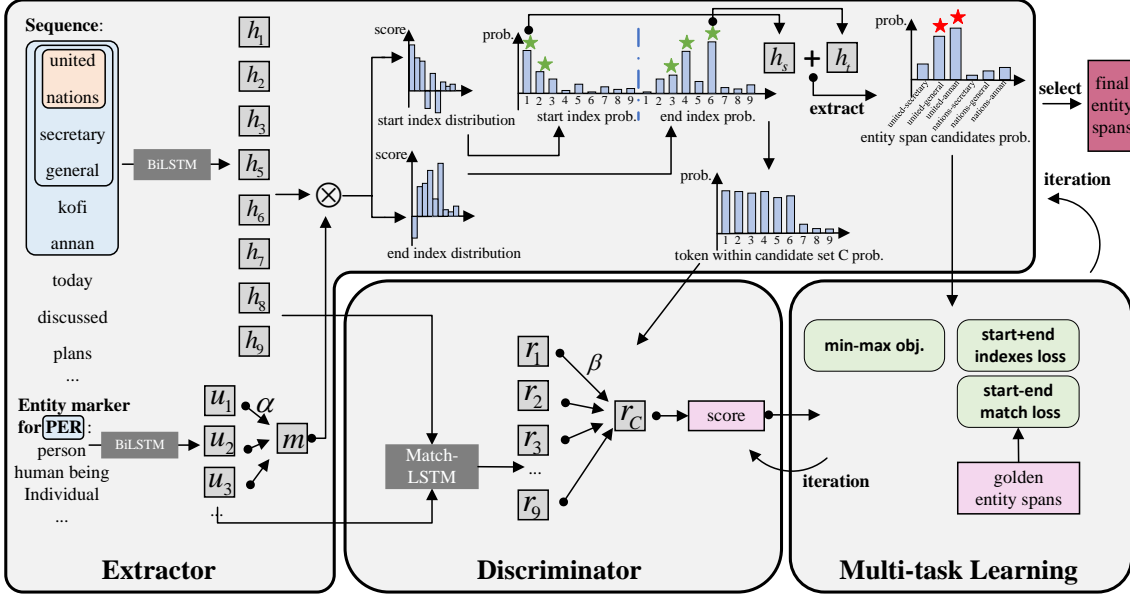 Sequence:
united
nations
secretary
general
kofi
annan
today
discussed
plans
...
Entity marker
for PER :
person
human being
Individual
...
BiLSTM
BiLSTM
h1
h2
h3
h5
h6
h7
h8
h9
u1
u2
u3
...
α
m
⊗
score
start index distribution
score
end index distribution
prob.
1 2 3 4 5 6 7 8 9 1 2 3 4 5 6 7 8 9
start index prob.
end index prob.
hs + ht
extract
prob.
united-secretary
united-general
united-annan
nations-secretary
nations-general
nations-annan
entity span candidates prob.
select
final
entity
spans
prob.
1 2 3 4 5 6 7 8 9
token within candidate set C prob.
iteration
Match-
LSTM
r1
r2
r3
...
r9
β
rC
score
iteration
min-max obj.
start+end
indexes loss
start-end
match loss
golden
entity spans
Extractor
Discriminator
Multi-task Learning